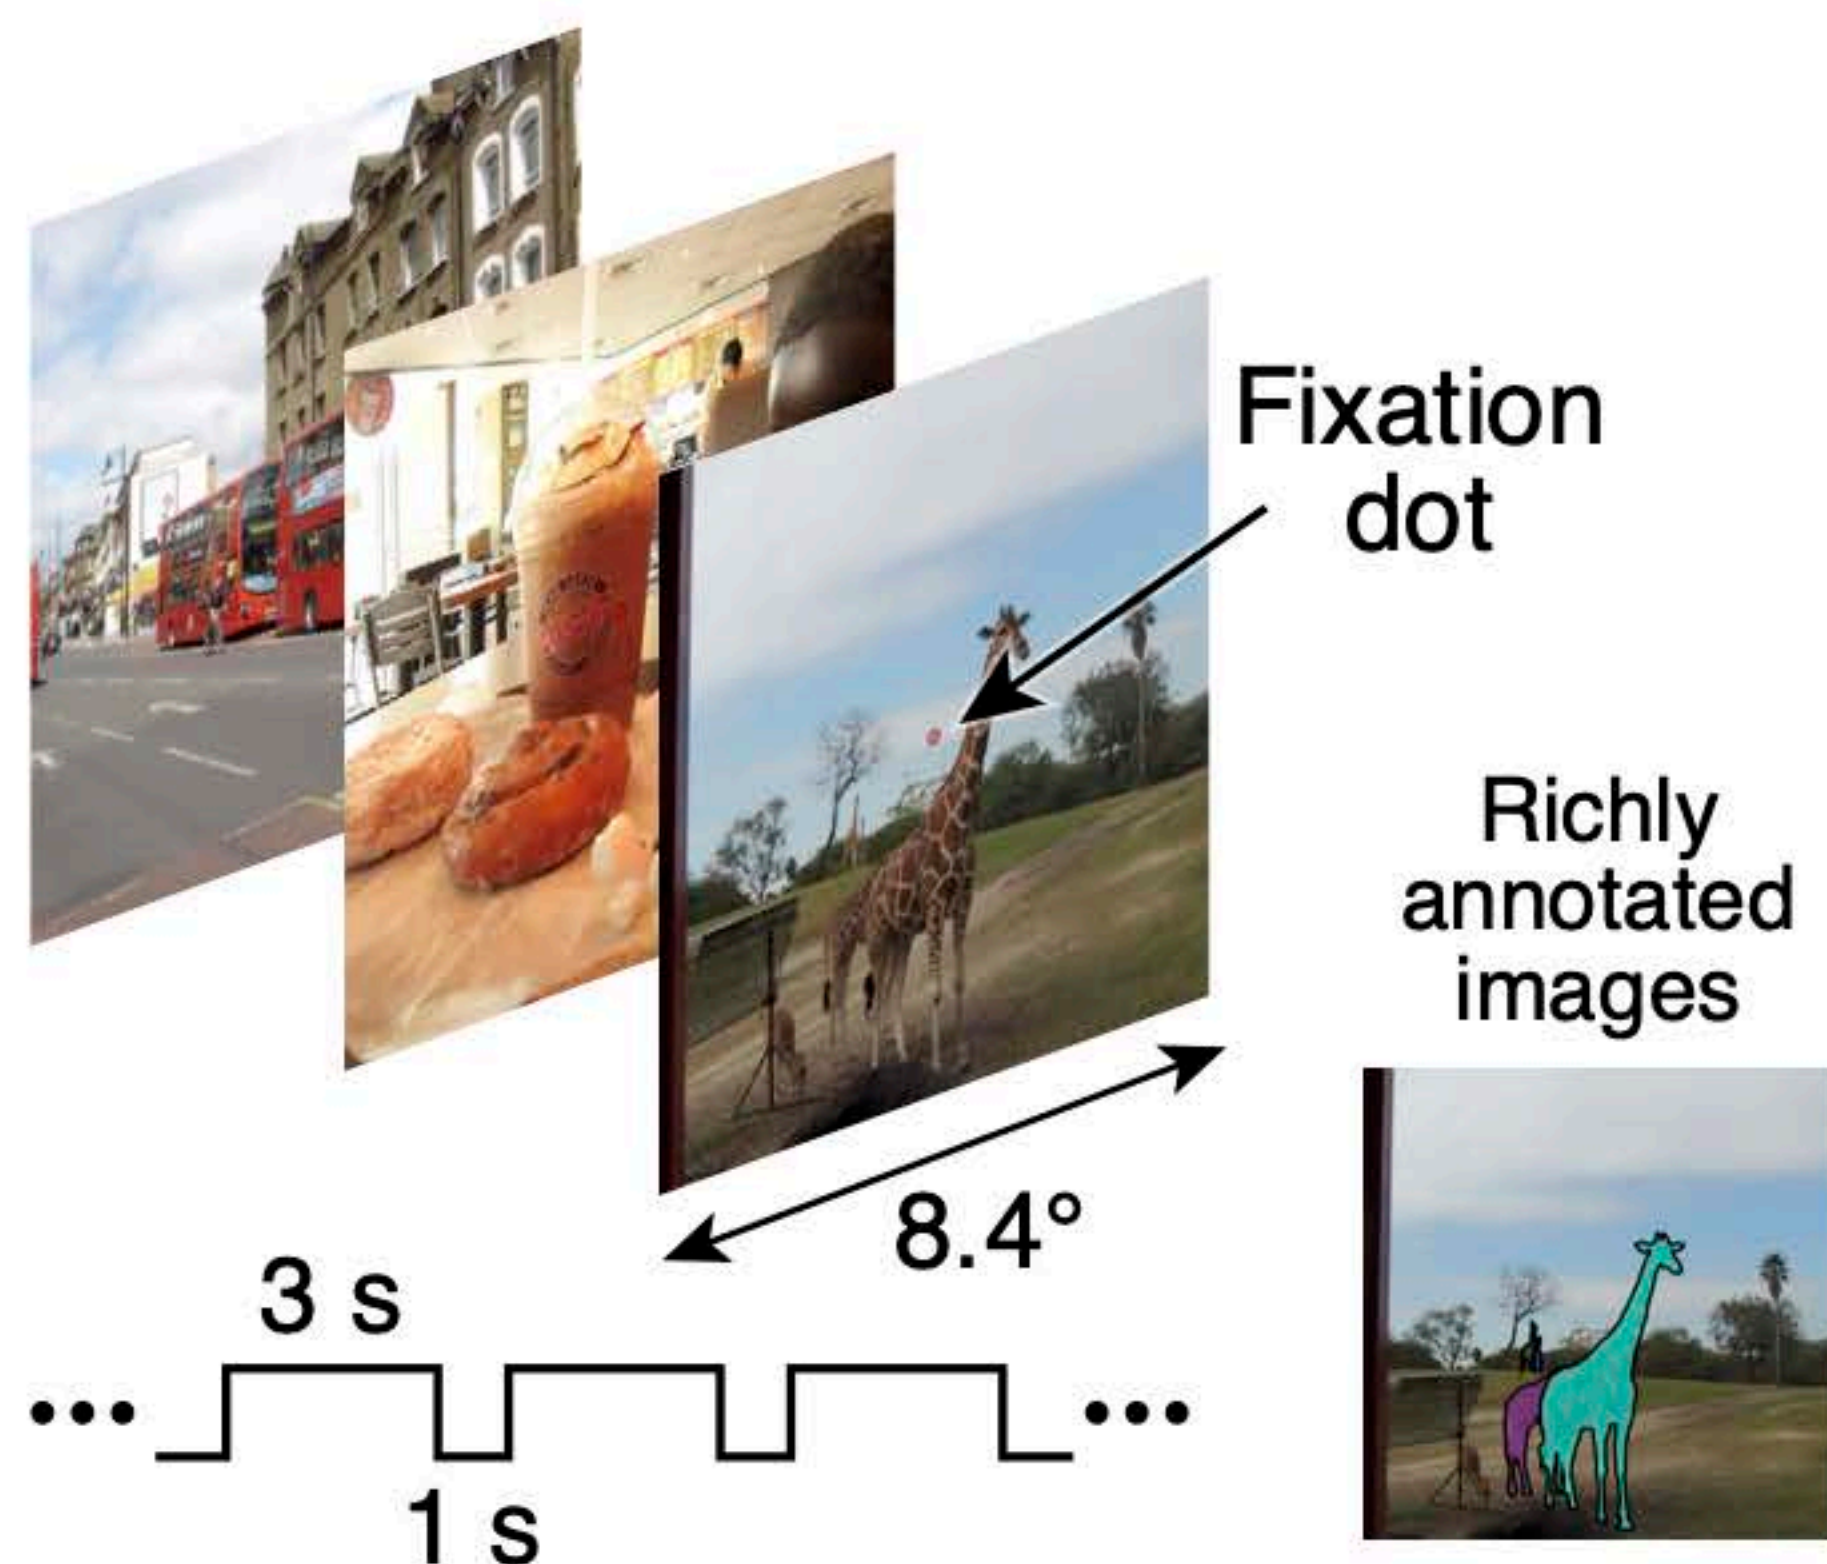 Fixation
dot
Richly
annotated
images
8.4°
3 s
1 s